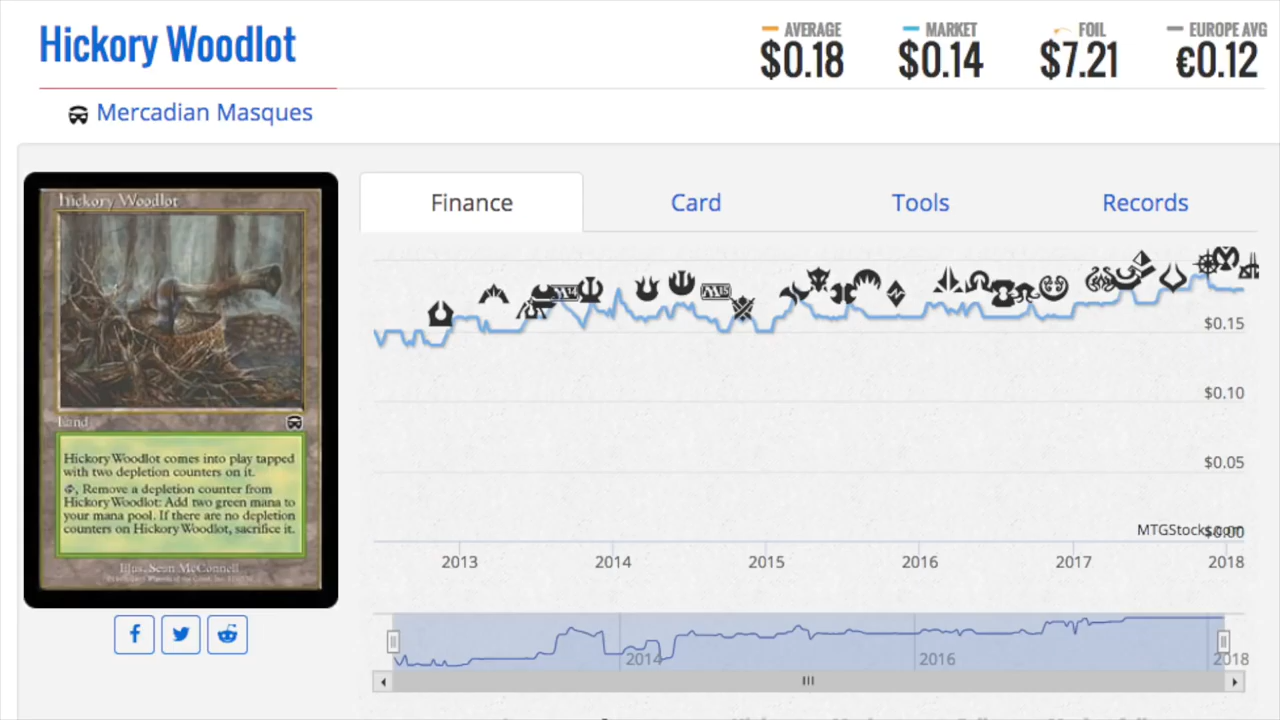 Hickory Woodlot
AVERAGE
$0.18
MARKET
$0.14
FOIL
$7.21
EUROPE AVG
€0.12
Mercadian Masques
Finance
Card
Tools
Records
Hickory Woodlot
Land
Hickory Woodlot comes into play tapped
with two depletion counters on it.
, Remove a depletion counter from
Hickory Woodlot: Add two green mana to
your mana pool. If there are no depletion
counters on Hickory Woodlot, sacrifice it.
Illus. Sean McConnell
$0.15
$0.10
$0.05
$0.00
MTGStocks.com
2013
2014
2015
2016
2017
2018
2014
2016
2018